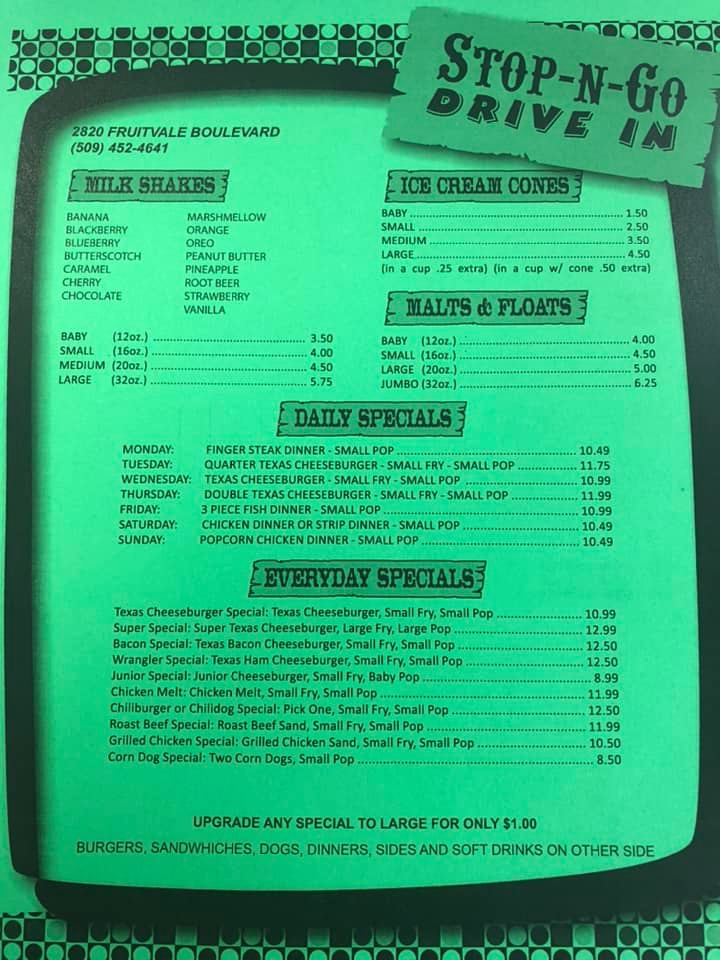 STOP-N-GO
DRIVE IN
2820 FRUITVALE BOULEVARD
(509) 452-4641
MILK SHAKES
BANANA
BLACKBERRY
BLUEBERRY
BUTTERSCOTCH
CARAMEL
CHERRY
CHOCOLATE
MARSHMELLOW
ORANGE
OREO
PEANUT BUTTER
PINEAPPLE
ROOT BEER
STRAWBERRY
VANILLA
BABY (12oz.) 3.50
SMALL (16oz.) 4.00
MEDIUM (20oz.) 4.50
LARGE (32oz.) 5.75
ICE CREAM CONES
BABY 1.50
SMALL 2.50
MEDIUM 3.50
LARGE 4.50
(in a cup .25 extra) (in a cup w/ cone .50 extra)
MALTS & FLOATS
BABY (12oz.) 4.00
SMALL (16oz.) 4.50
LARGE (20oz.) 5.00
JUMBO (32oz.) 6.25
DAILY SPECIALS
MONDAY: FINGER STEAK DINNER - SMALL POP 10.49
TUESDAY: QUARTER TEXAS CHEESEBURGER - SMALL FRY - SMALL POP 11.75
WEDNESDAY: TEXAS CHEESEBURGER - SMALL FRY - SMALL POP 10.99
THURSDAY: DOUBLE TEXAS CHEESEBURGER - SMALL FRY - SMALL POP 11.99
FRIDAY: 3 PIECE FISH DINNER - SMALL POP 10.99
SATURDAY: CHICKEN DINNER OR STRIP DINNER - SMALL POP 10.49
SUNDAY: POPCORN CHICKEN DINNER - SMALL POP 10.49
EVERYDAY SPECIALS
Texas Cheeseburger Special: Texas Cheeseburger, Small Fry, Small Pop 10.99
Super Special: Super Texas Cheeseburger, Large Fry, Large Pop 12.99
Bacon Special: Texas Bacon Cheeseburger, Small Fry, Small Pop 12.50
Wrangler Special: Texas Ham Cheeseburger, Small Fry, Small Pop 12.50
Junior Special: Junior Cheeseburger, Small Fry, Baby Pop 8.99
Chicken Melt: Chicken Melt, Small Fry, Small Pop 11.99
Chiliburger or Chilidog Special: Pick One, Small Fry, Small Pop 12.50
Roast Beef Special: Roast Beef Sand, Small Fry, Small Pop 11.99
Grilled Chicken Special: Grilled Chicken Sand, Small Fry, Small Pop 10.50
Corn Dog Special: Two Corn Dogs, Small Pop 8.50
UPGRADE ANY SPECIAL TO LARGE FOR ONLY $1.00
BURGERS, SANDWHICHES, DOGS, DINNERS, SIDES AND SOFT DRINKS ON OTHER SIDE